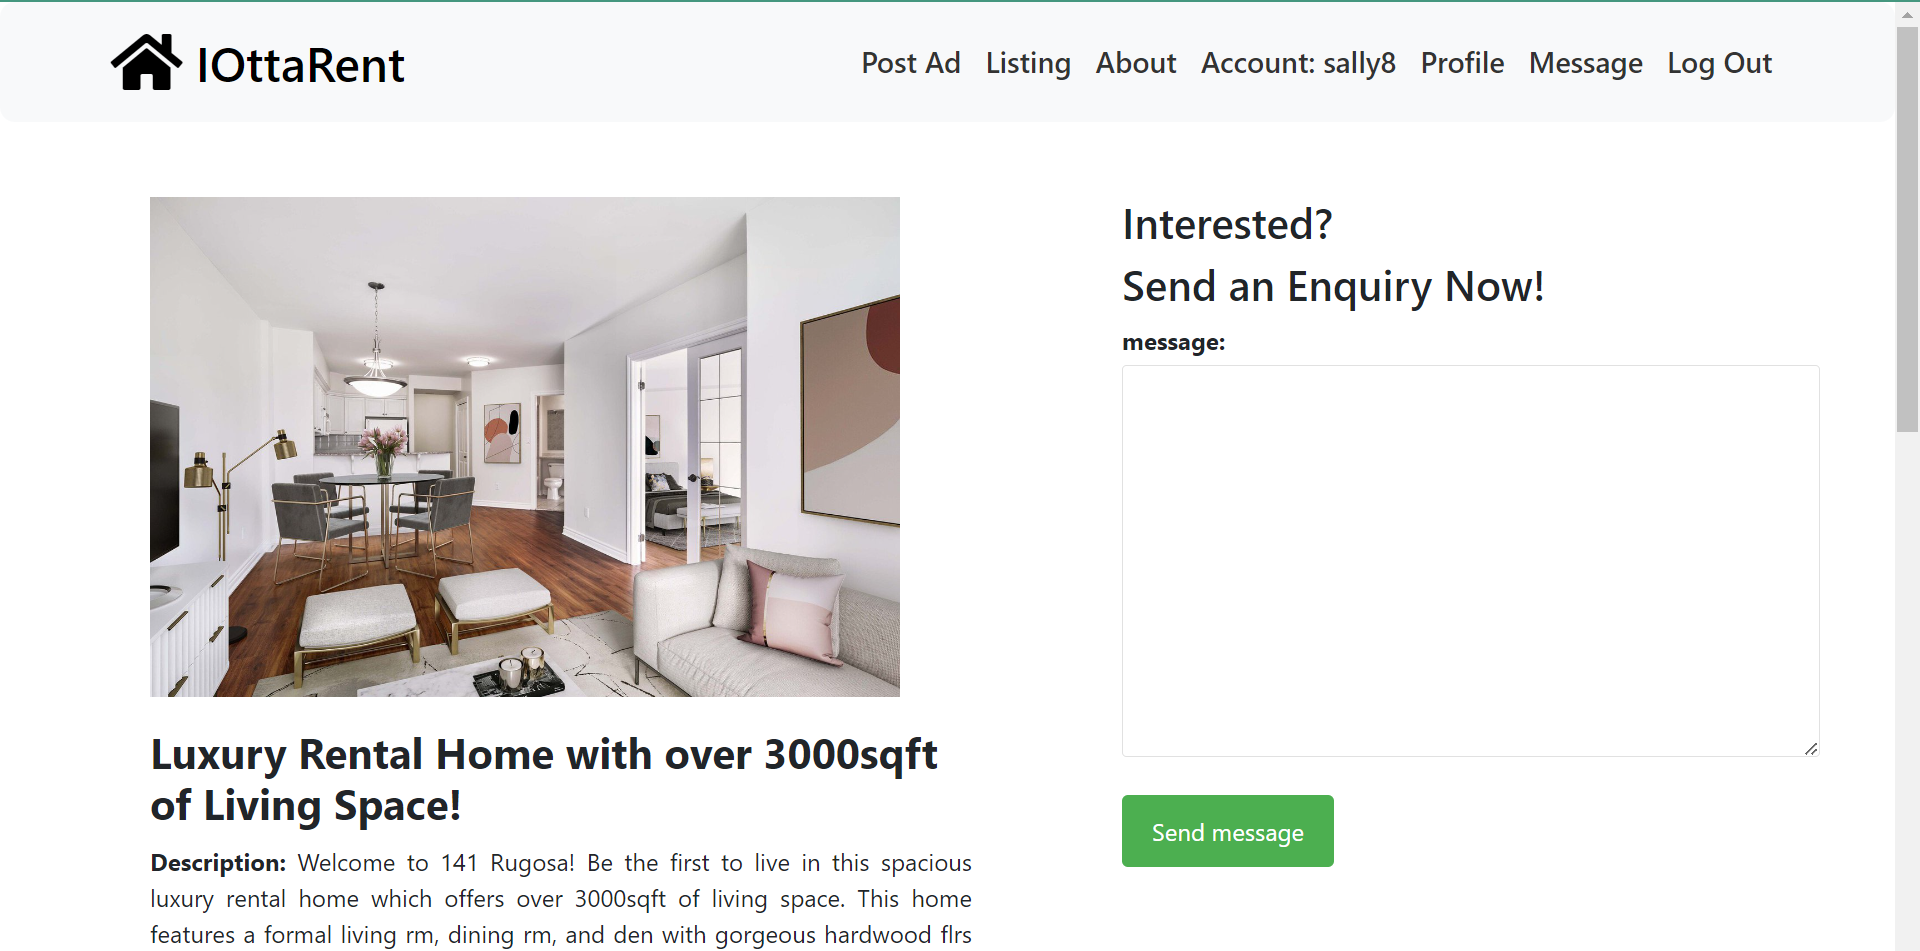 IOttaRent
Post Ad Listing About Account: sally8 Profile Message Log Out
Luxury Rental Home with over 3000sqft
of Living Space!
Description: Welcome to 141 Rugosa! Be the first to live in this spacious
luxury rental home which offers over 3000sqft of living space. This home
features a formal living rm, dining rm, and den with gorgeous hardwood flrs
Interested?
Send an Enquiry Now!
message:
Send message